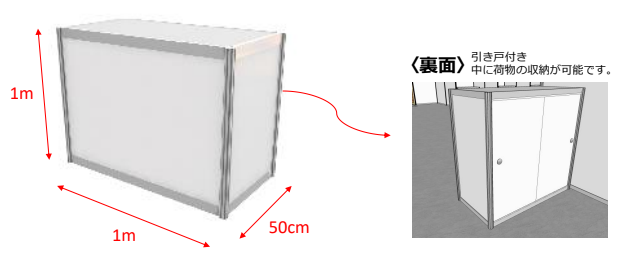 1m
1m
50cm
〈裏面〉
引き戸付き
中に荷物の収納が可能です。